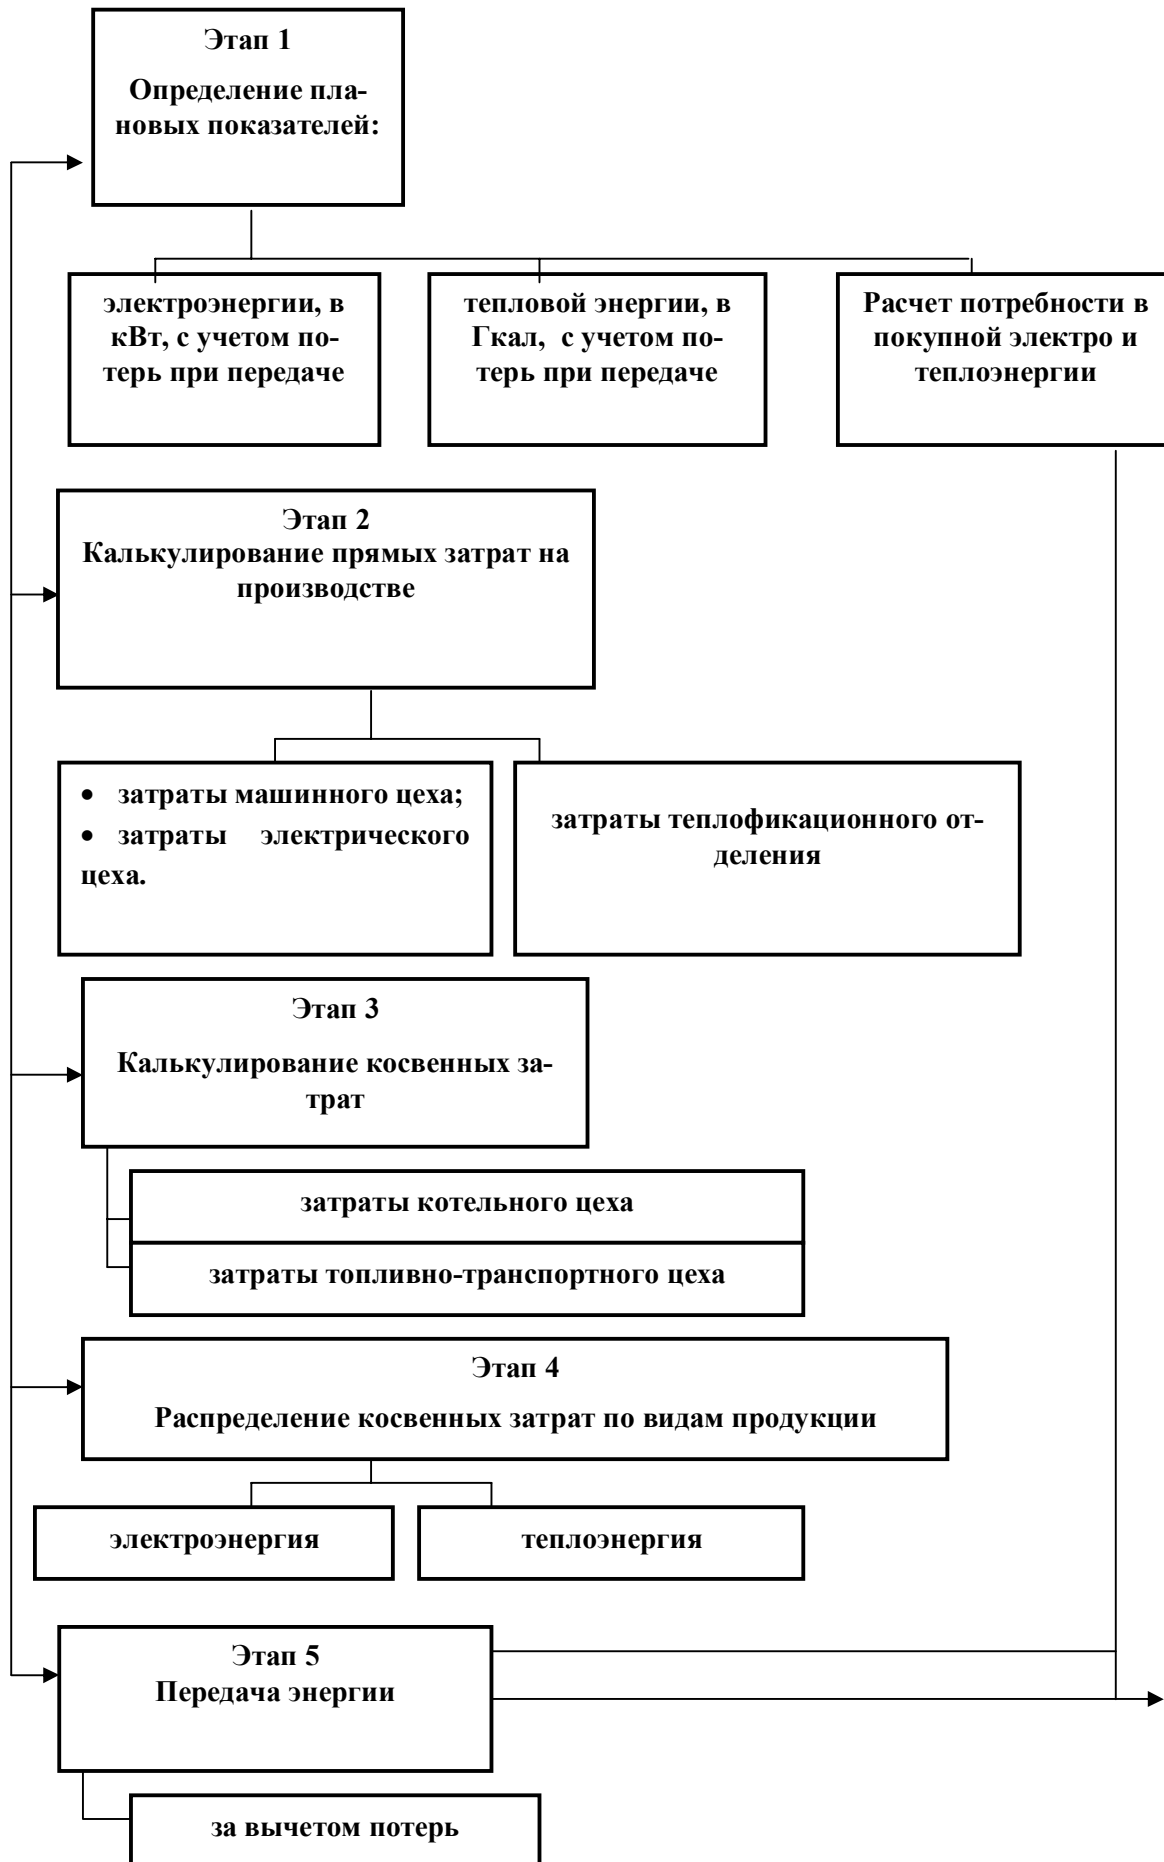 Этап 1
Определение пла-
новых показателей:
электроэнергии, в
кВт, с учетом по-
терь при передаче
тепловой энергии, в
Гкал,  с учетом по-
терь при передаче
Расчет потребности в
покупной электро и
теплоэнергии
Этап 2
Калькулирование прямых затрат на
производстве
• затраты машинного цеха;
• затраты электрического
цеха.
затраты теплофикационного от-
деления
Этап 3
Калькулирование косвенных за-
трат
затраты котельного цеха
затраты топливно-транспортного цеха
Этап 4
Распределение косвенных затрат по видам продукции
электроэнергия
теплоэнергия
Этап 5
Передача энергии
за вычетом потерь